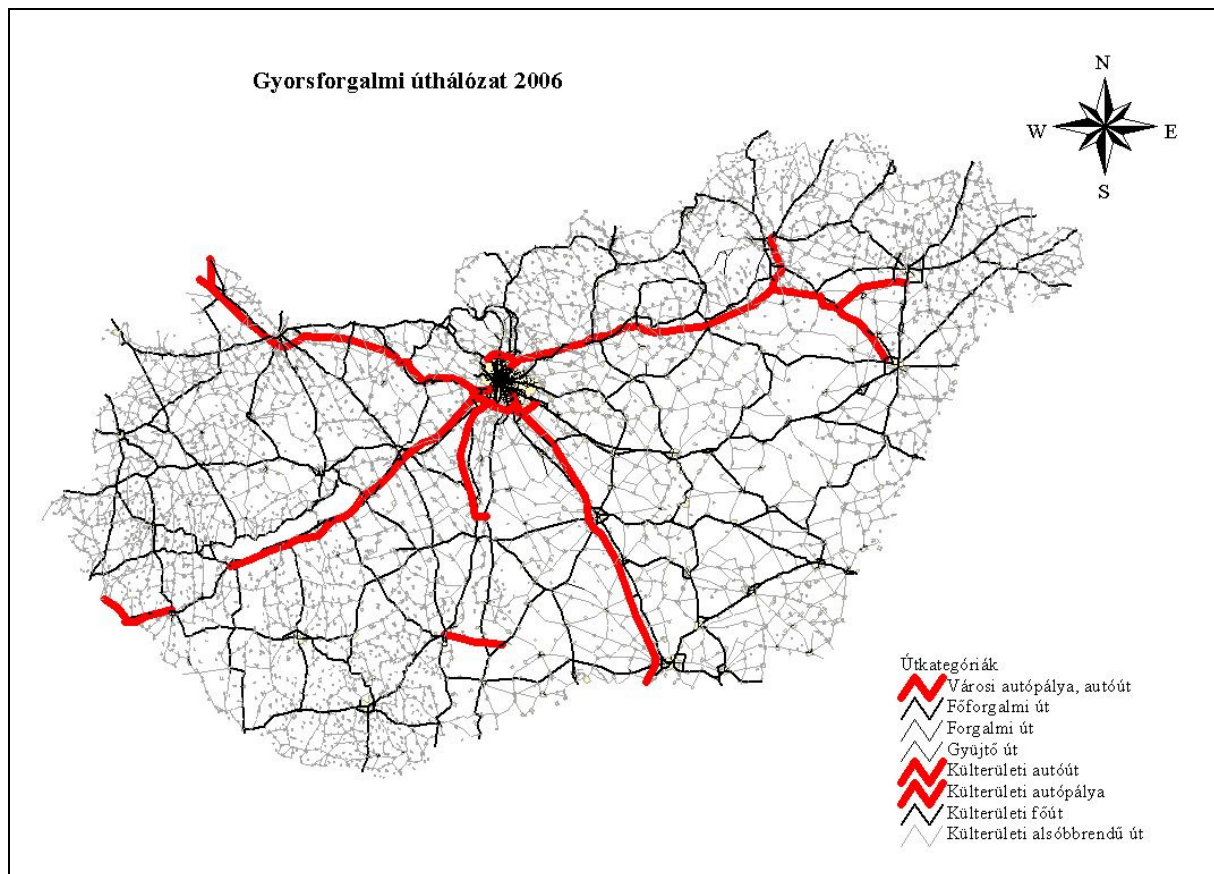 Gyorsforgalmi úthálózat 2006
N
W
E
S
Útkategóriák
Városi autópálya, autóút
Főforgalmi út
Forgalmi út
Gyüjtő út
Külterületi autóút
Külterületi autópálya
Külterületi főút
Külterületi alsóbbrendű út